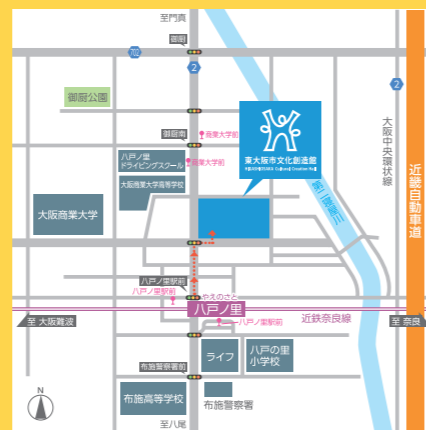 至門真
御厨
702
2
御厨公園
2
御厨南
商業大学前
東大阪市文化創造館
HIGASHIOSAKA Cultural Creation Hall
大阪中央環状線
八戸ノ里
ドライビングスクール
商業大学前
大阪商業大学高等学校
近畿自動車道
第二寝屋川
大阪商業大学
八戸ノ里駅前
八戸ノ里駅前
やえのさと
八戸ノ里
近鉄奈良線
至 大阪難波
八戸ノ里駅前
至 奈良
布施警察署前
ライフ
八戸の里
小学校
N
布施高等学校
布施警察署
至八尾